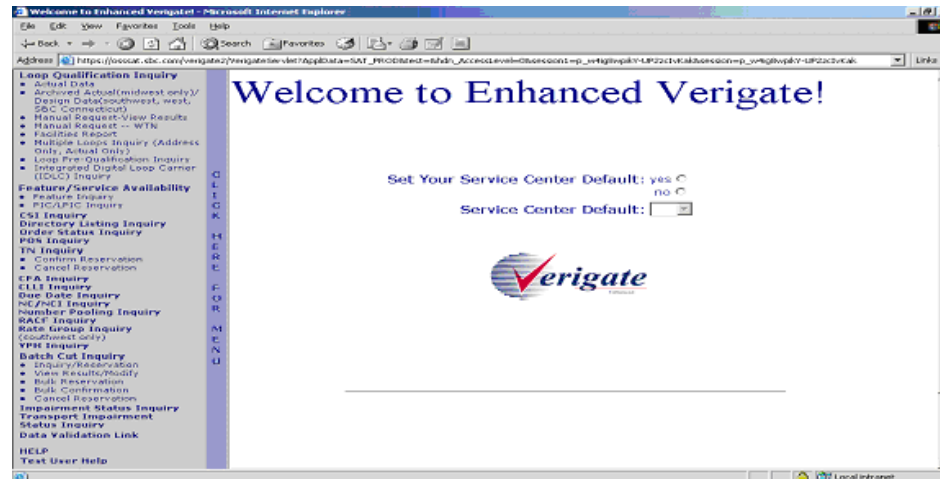 Welcome to Enhanced Verigate! - Microsoft Internet Explorer
File Edit View Favorites Tools Help
Back Search Favorites
Address Links
Loop Qualification Inquiry
Actual Data
Archived Actual(midwest only)/
Design Data(southwest, west,
S&C Connecticut)
Manual Request-View Results
Manual Request -- WTN
Facilities Report
Multiple Loops Inquiry (Address
Only, Actual Only)
Loop Pre-Qualification Inquiry
Integrated Digital Loop Carrier
(IDLC) Inquiry
Feature/Service Availability
Feature Inquiry
PIC/LPIC Inquiry
CSI Inquiry
Directory Listing Inquiry
Order Status Inquiry
POS Inquiry
TN Inquiry
Confirm Reservation
Cancel Reservation
CFA Inquiry
CLLI Inquiry
Due Date Inquiry
NC/NCI Inquiry
Number Pooling Inquiry
RACF Inquiry
Rate Group Inquiry
(southwest only)
YPH Inquiry
Batch Cut Inquiry
Inquiry/Reservation
View Results/Modify
Bulk Reservation
Bulk Confirmation
Cancel Reservation
Impairment Status Inquiry
Transport Impairment
Status Inquiry
Data Validation Link
HELP
Test User Help
CLICK HERE FOR MENU
Welcome to Enhanced Verigate!
Set Your Service Center Default: yes
no
Service Center Default:
Verigate
Local intranet